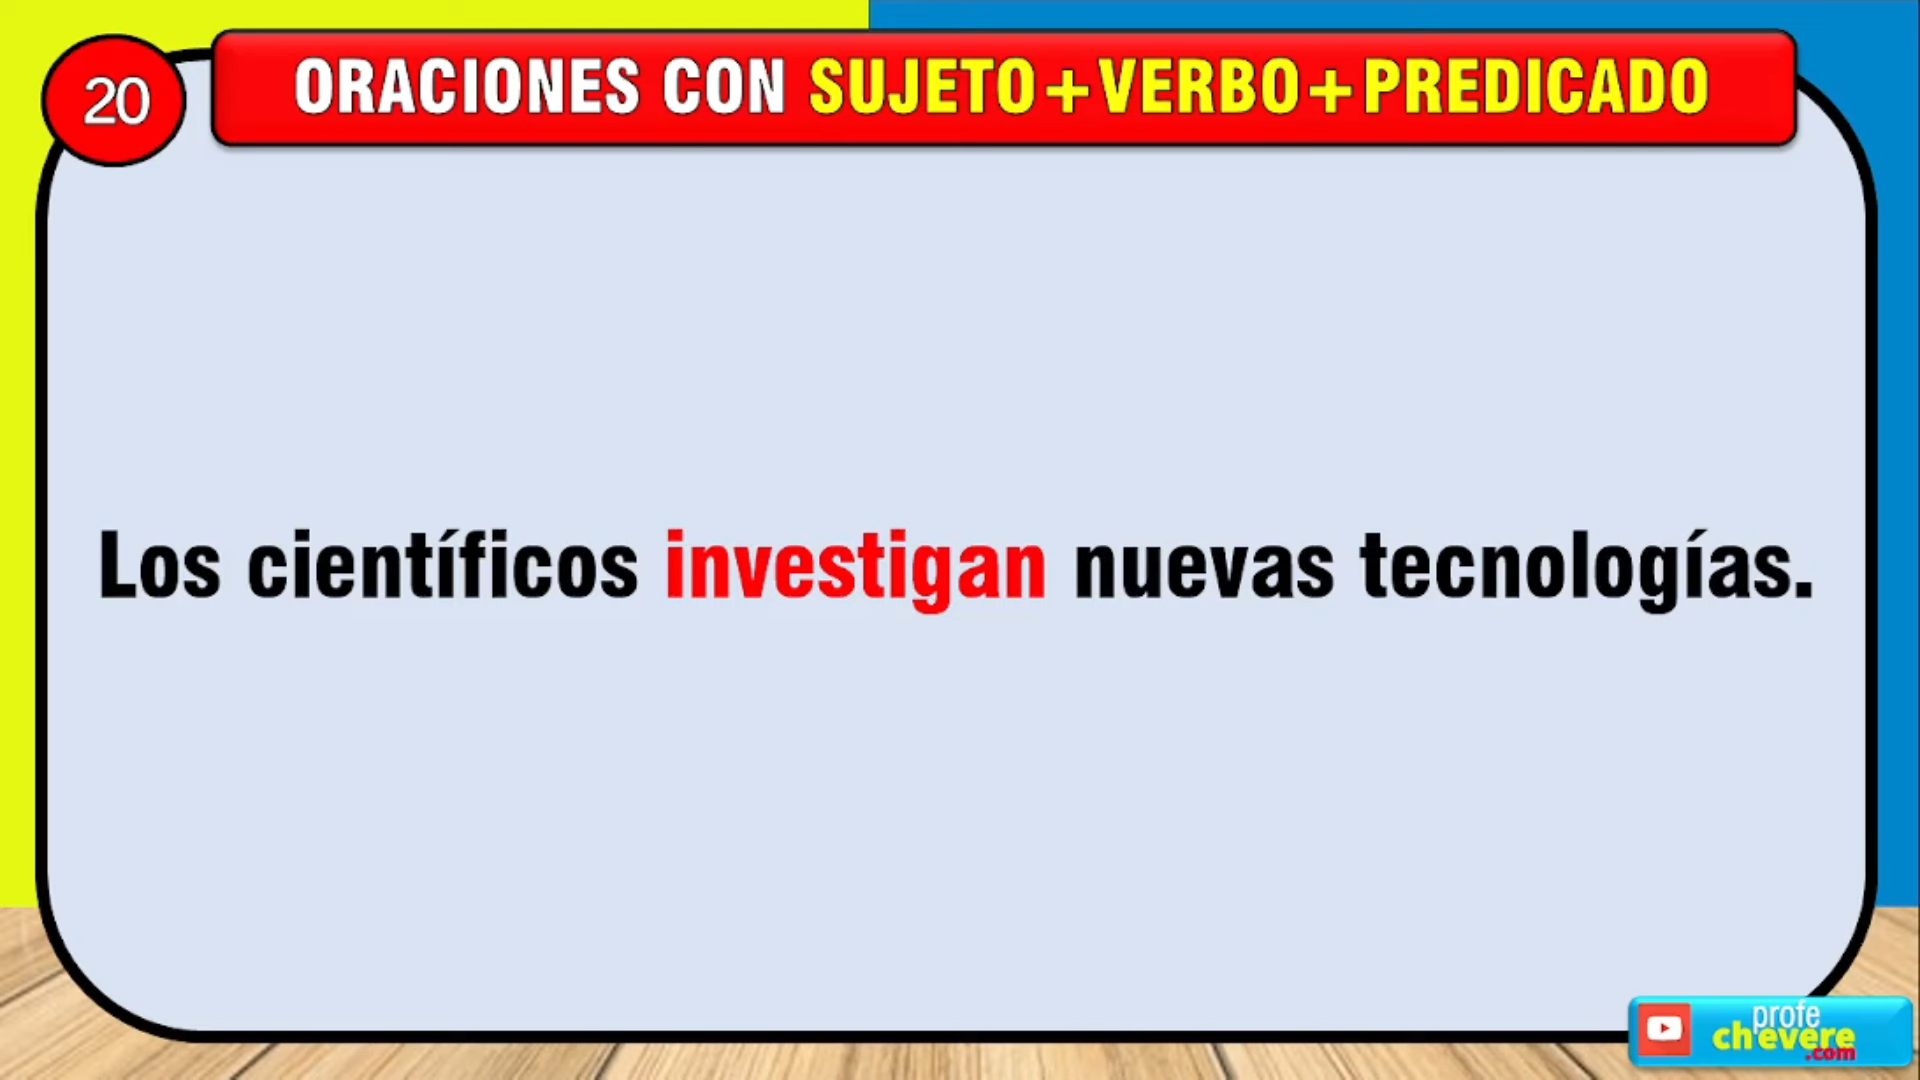 20
ORACIONES CON SUJETO+VERBO+PREDICADO
Los científicos investigan nuevas tecnologías.
profe
chevere
.com